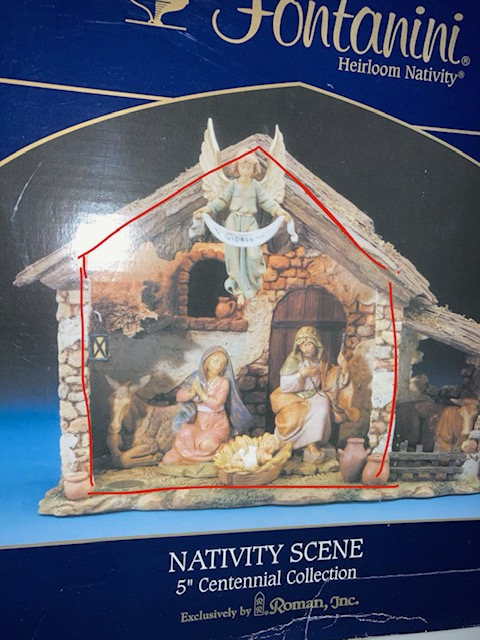 Fontanini®
Heirloom Nativity®
GLORIA
NATIVITY SCENE
5" Centennial Collection
Exclusively by Roman, Inc.